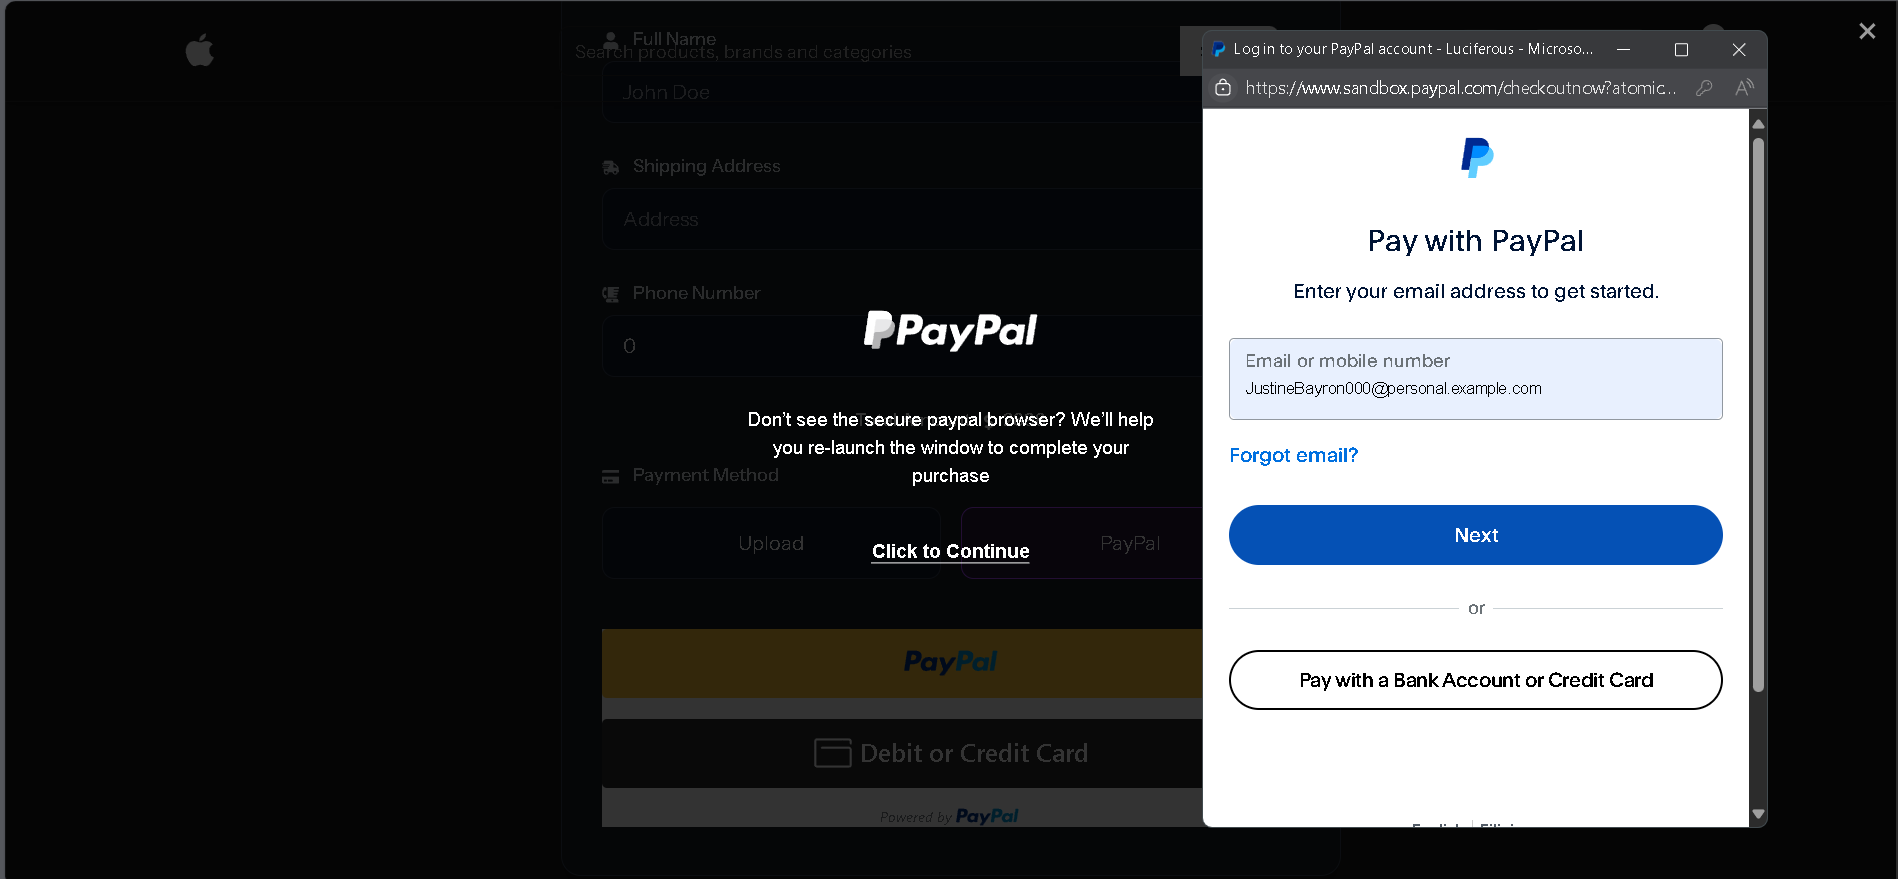 Full Name
Search products, brands and categories
John Doe
Shipping Address
Address
Phone Number
0
PayPal
Don't see the secure paypal browser? We'll help
you re-launch the window to complete your
purchase
Payment Method
Upload
PayPal
Click to Continue
PayPal
Debit or Credit Card
Powered by PayPal
Log in to your PayPal account - Luciferous - Microso...
https://www.sandbox.paypal.com/checkoutnow?atomic...
Pay with PayPal
Enter your email address to get started.
Email or mobile number
JustineBayron000@personal.example.com
Forgot email?
Next
or
Pay with a Bank Account or Credit Card